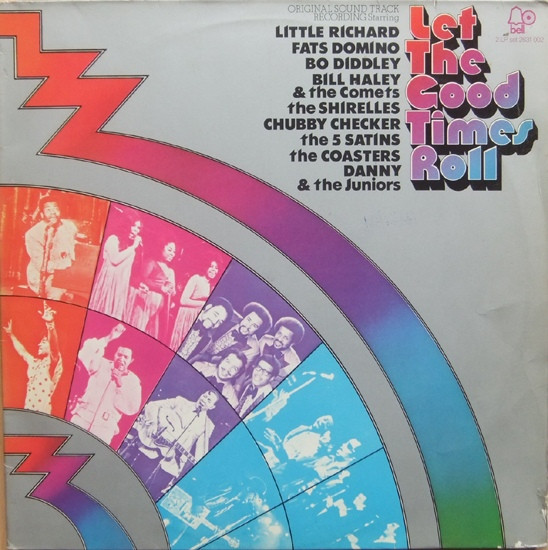 ORIGINAL SOUND TRACK
RECORDING Starring
LITTLE RICHARD
FATS DOMINO
BO DIDDLEY
BILL HALEY
& the Comets
the SHIRELLES
CHUBBY CHECKER
the 5 SATINS
the COASTERS
DANNY
& the Juniors
Let
The
Good
Times
Roll
bell